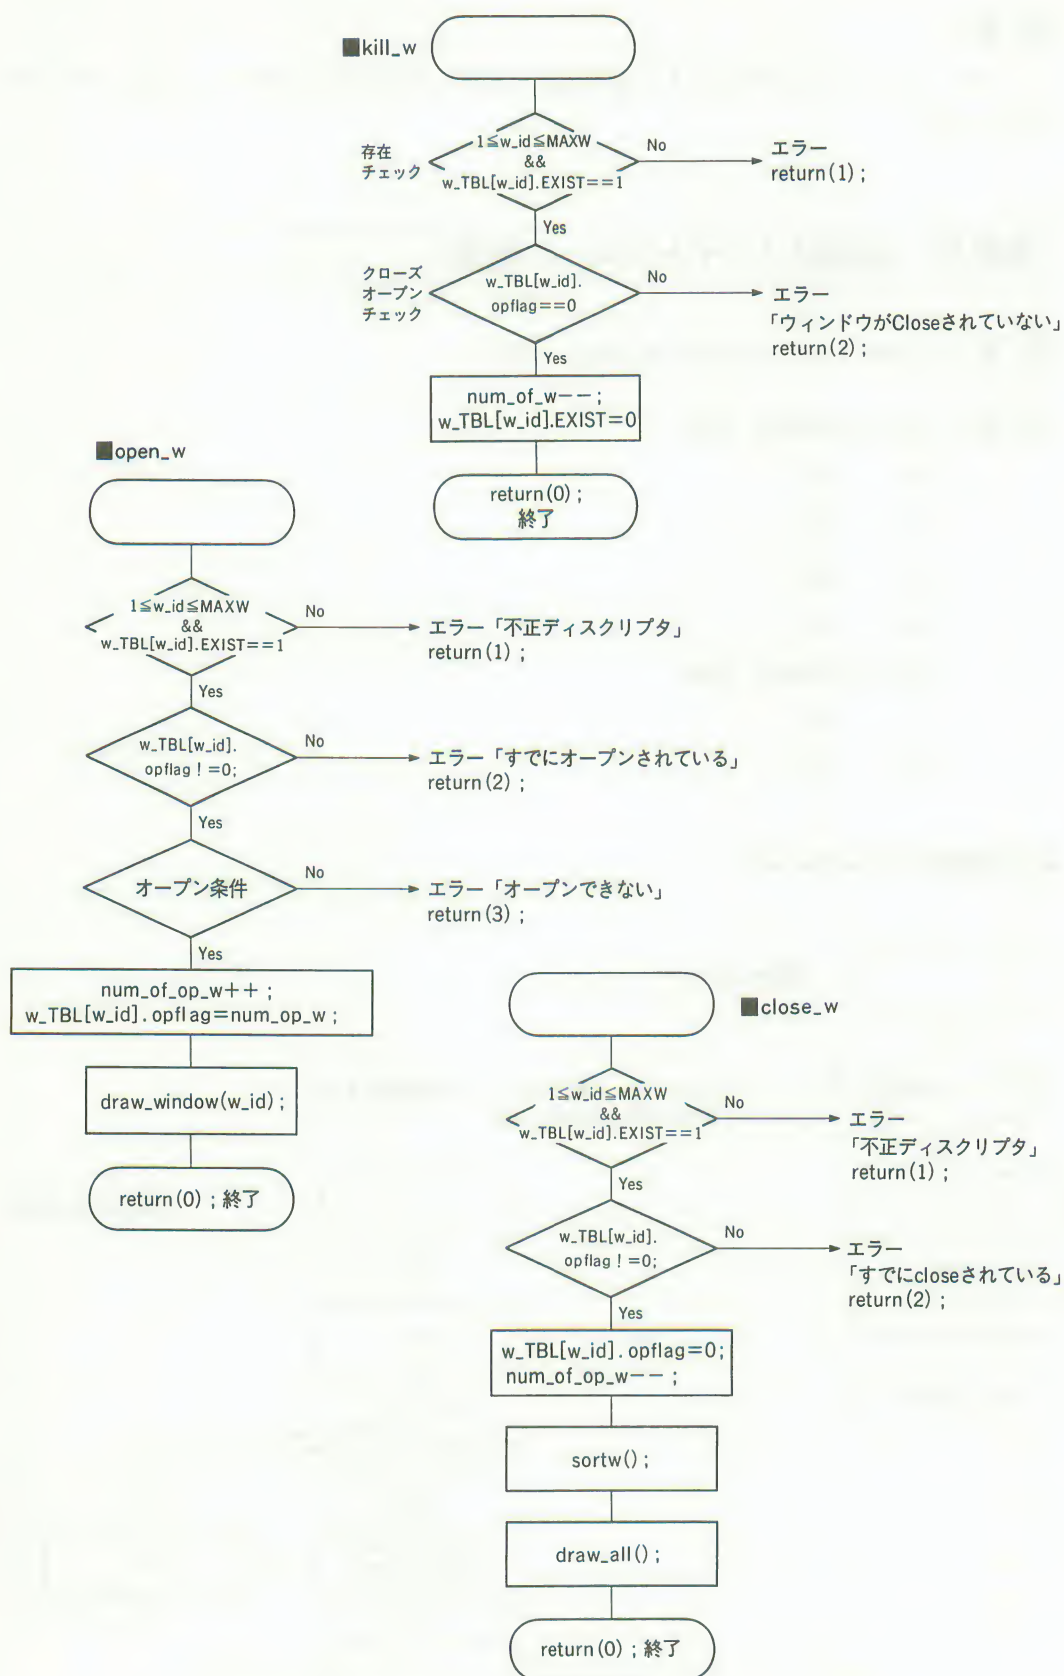 ■kill_w
存在
チェック
1≦w_id≦MAXW
&&
w_TBL[w_id].EXIST==1
No
エラー
return(1);
Yes
クローズ
オープン
チェック
w_TBL[w_id].
opflag==0
No
エラー
「ウィンドウがCloseされていない」
return(2);
Yes
num_of_w--;
w_TBL[w_id].EXIST=0
return(0);
終了
■open_w
1≦w_id≦MAXW
&&
w_TBL[w_id].EXIST==1
No
エラー「不正ディスクリプタ」
return(1);
Yes
w_TBL[w_id].
opflag!=0;
No
エラー「すでにオープンされている」
return(2);
Yes
オープン条件
No
エラー「オープンできない」
return(3);
Yes
num_of_op_w++;
w_TBL[w_id].opflag=num_op_w;
draw_window(w_id);
return(0);終了
■close_w
1≦w_id≦MAXW
&&
w_TBL[w_id].EXIST==1
No
エラー
「不正ディスクリプタ」
return(1);
Yes
w_TBL[w_id].
opflag!=0;
No
エラー
「すでにcloseされている」
return(2);
Yes
w_TBL[w_id].opflag=0;
num_of_op_w--;
sortw();
draw_all();
return(0);終了